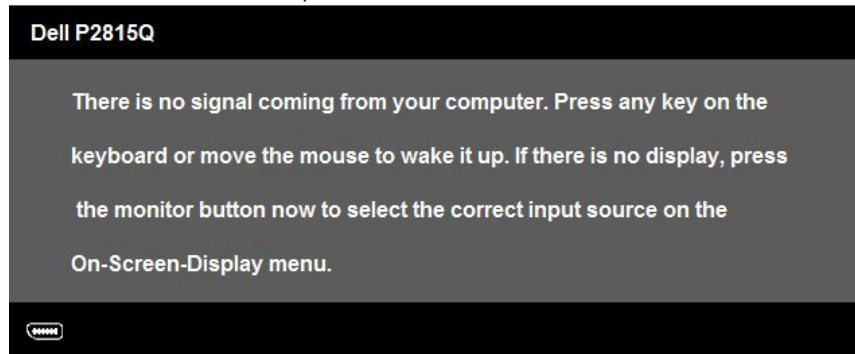 Dell P2815Q
There is no signal coming from your computer. Press any key on the
keyboard or move the mouse to wake it up. If there is no display, press
the monitor button now to select the correct input source on the
On-Screen-Display menu.